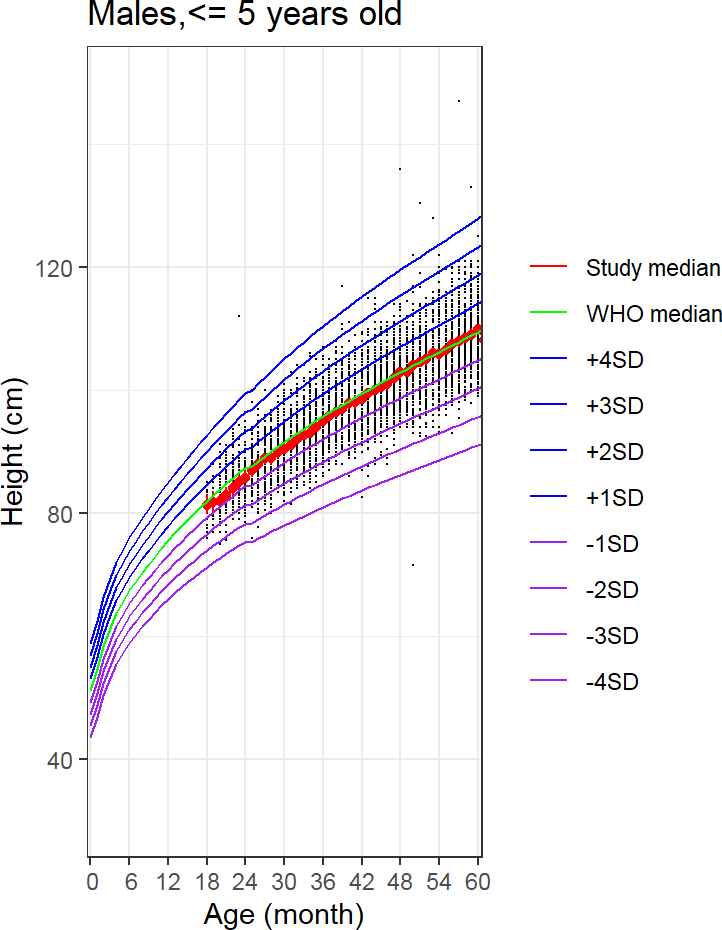 Males,<= 5 years old
Height (cm)
120
80
40
0 6 12 18 24 30 36 42 48 54 60
Age (month)
Study median
WHO median
+4SD
+3SD
+2SD
+1SD
-1SD
-2SD
-3SD
-4SD